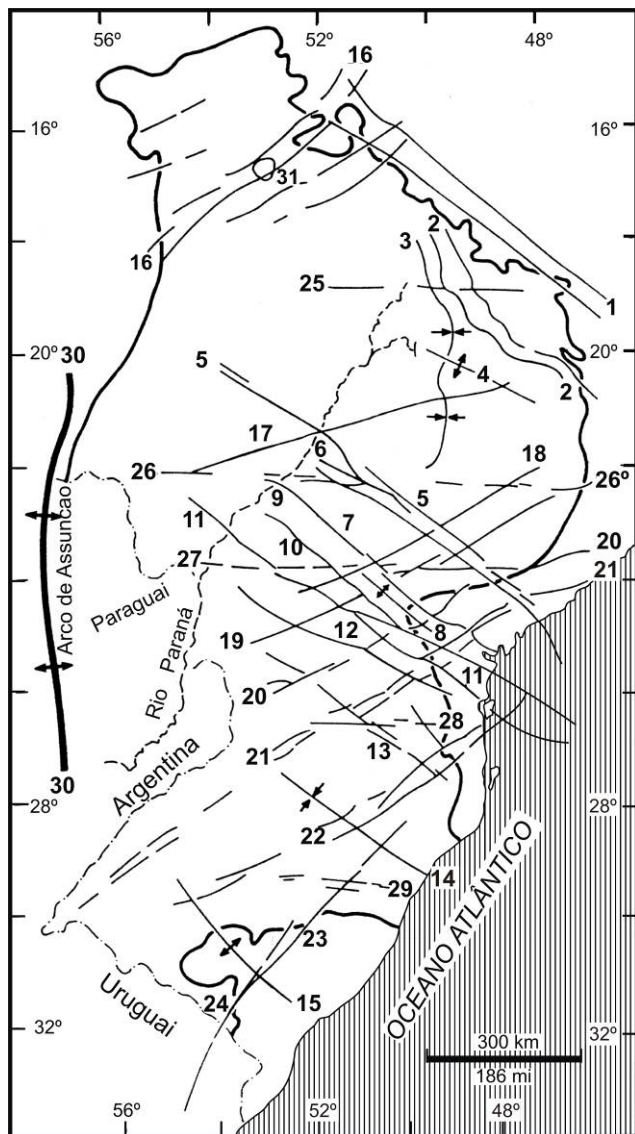 56º 52º 48º
16
16º 16º
31
2
3
16
25
1
20º 20º
30
5
4
2
17
18
6
26 26º
9 5
11 7
Arco de Assuncao
10
27 20
21
Paraguai
8
19 12
Rio Paraná
11
20
28
21
13
Argentina
30
28º 28º
22
14
29
OCEANO ATLÂNTICO
23
Uruguai
24 15
32º 32º
300 km
186 mi
56º 52º 48º